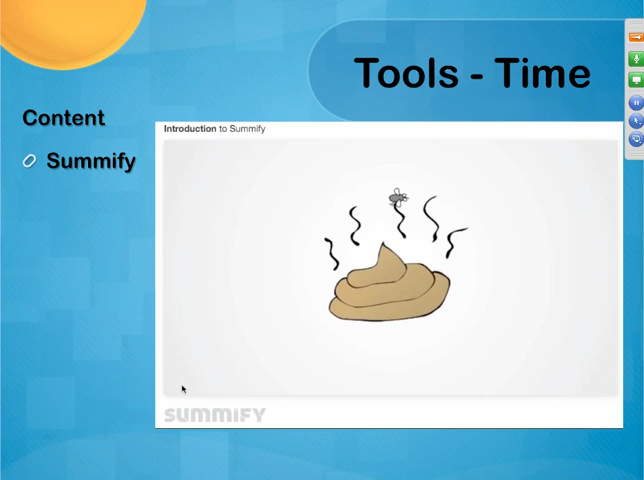 Tools - Time
Content
Summify
Introduction to Summify
SUMMIFY